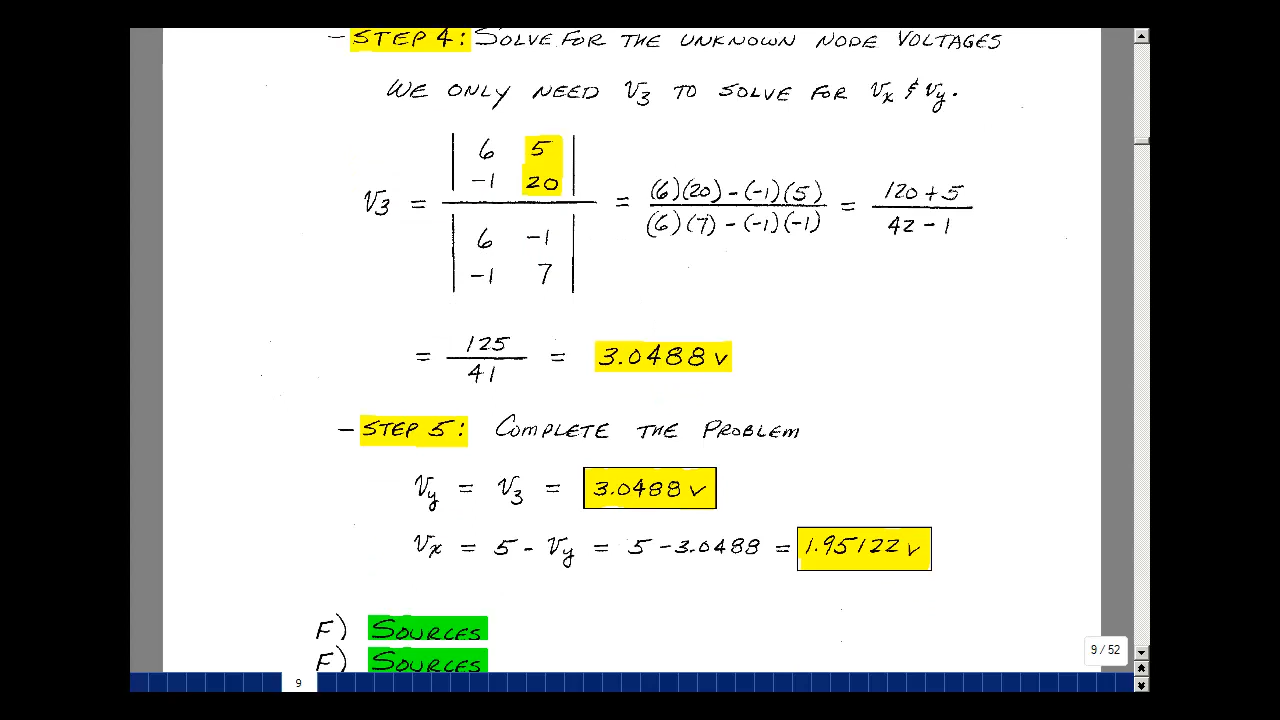 - STEP 4: SOLVE FOR THE UNKNOWN NODE VOLTAGES
WE ONLY NEED V3 TO SOLVE FOR Vx & Vy.
V3 = | 6 5 | / | 6 -1 | = (6)(20) - (-1)(5) / (6)(7) - (-1)(-1) = 120 + 5 / 42 - 1
| -1 20 | / | -1 7 |
= 125 / 41 = 3.0488 V
- STEP 5: COMPLETE THE PROBLEM
Vy = V3 = 3.0488 V
Vx = 5 - Vy = 5 - 3.0488 = 1.95122 V
F) SOURCES
F) SOURCES
9 / 52
9